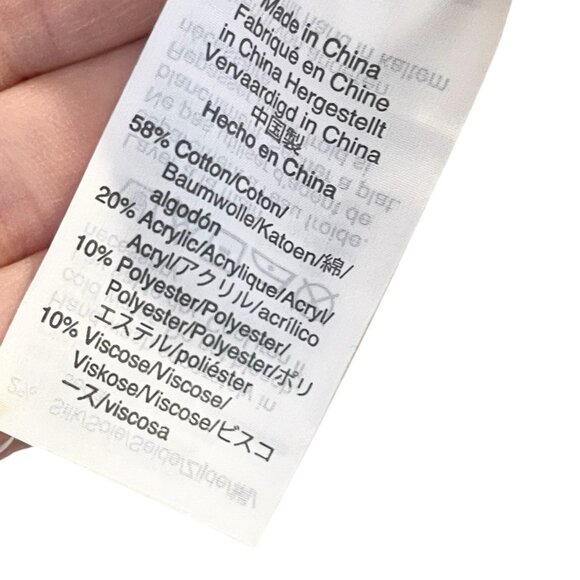 Made in China
Fabriqué en Chine
in China Hergestellt
Vervaardigd in China
中国製
Hecho en China
58% Cotton/Coton/
Baumwolle/Katoen/綿/
algodón
20% Acrylic/Acrylique/Acryl/
Acryl/アクリル/acrílico
10% Polyester/Polyester/
Polyester/Polyester/ポリ
エステル/poliéster
10% Viscose/Viscose/
Viskose/Viscose/ビスコ
ース/viscosa